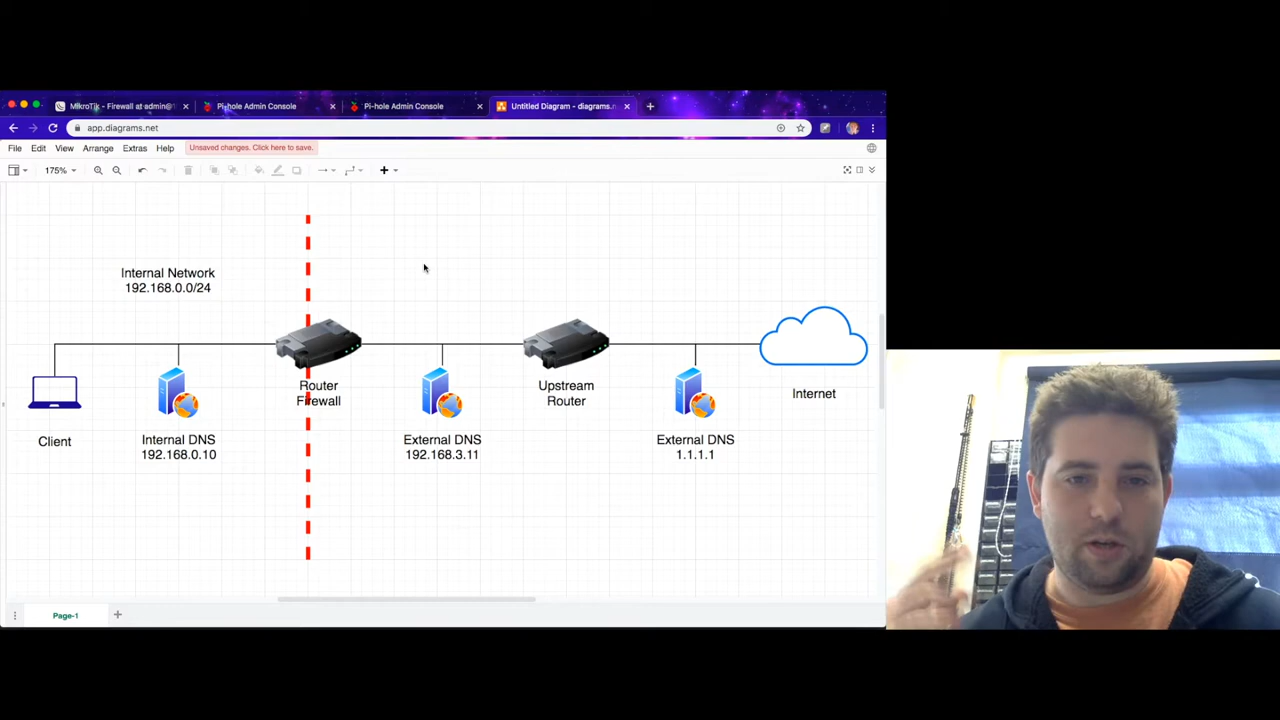 MikroTik - Firewall at admin@
Pi-hole Admin Console
Pi-hole Admin Console
Untitled Diagram - diagrams.n
app.diagrams.net
File Edit View Arrange Extras Help
Unsaved changes. Click here to save.
175%
Internal Network
192.168.0.0/24
Router
Firewall
Upstream
Router
Internet
Client
Internal DNS
192.168.0.10
External DNS
192.168.3.11
External DNS
1.1.1.1
Page-1